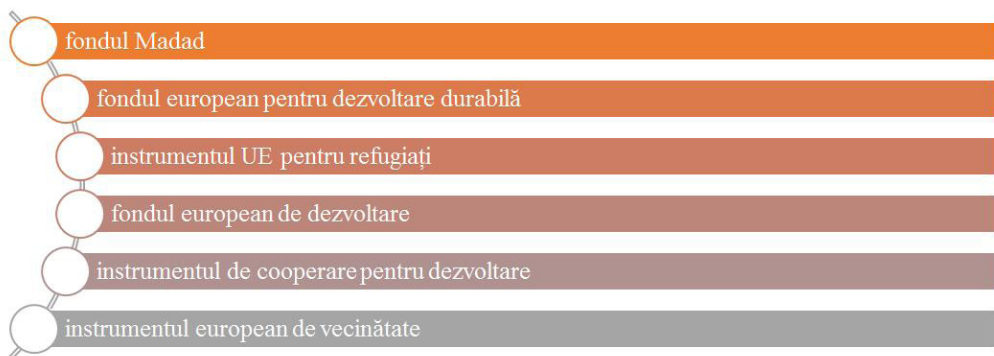 fondul Madad
fondul european pentru dezvoltare durabilă
instrumentul UE pentru refugiați
fondul european de dezvoltare
instrumentul de cooperare pentru dezvoltare
instrumentul european de vecinătate